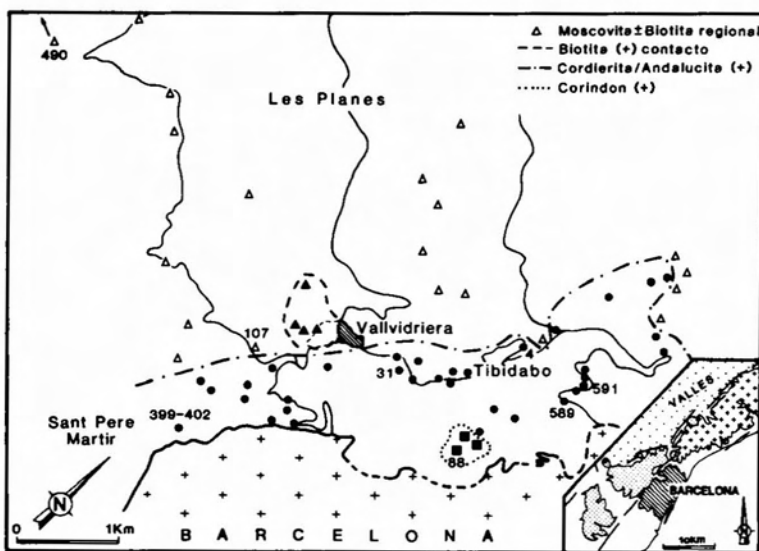 Moscovita±Biotita regional
Biotita (+) contacto
Cordierita/Andalucita (+)
Corindon (+)
490
Les Planes
107
Vallvidriera
4
31
Tibidabo
591
589
399-402
Sant Pere
Martir
88
VALLES
BARCELONA
N
N
0 1Km
BARCELONA
10Km